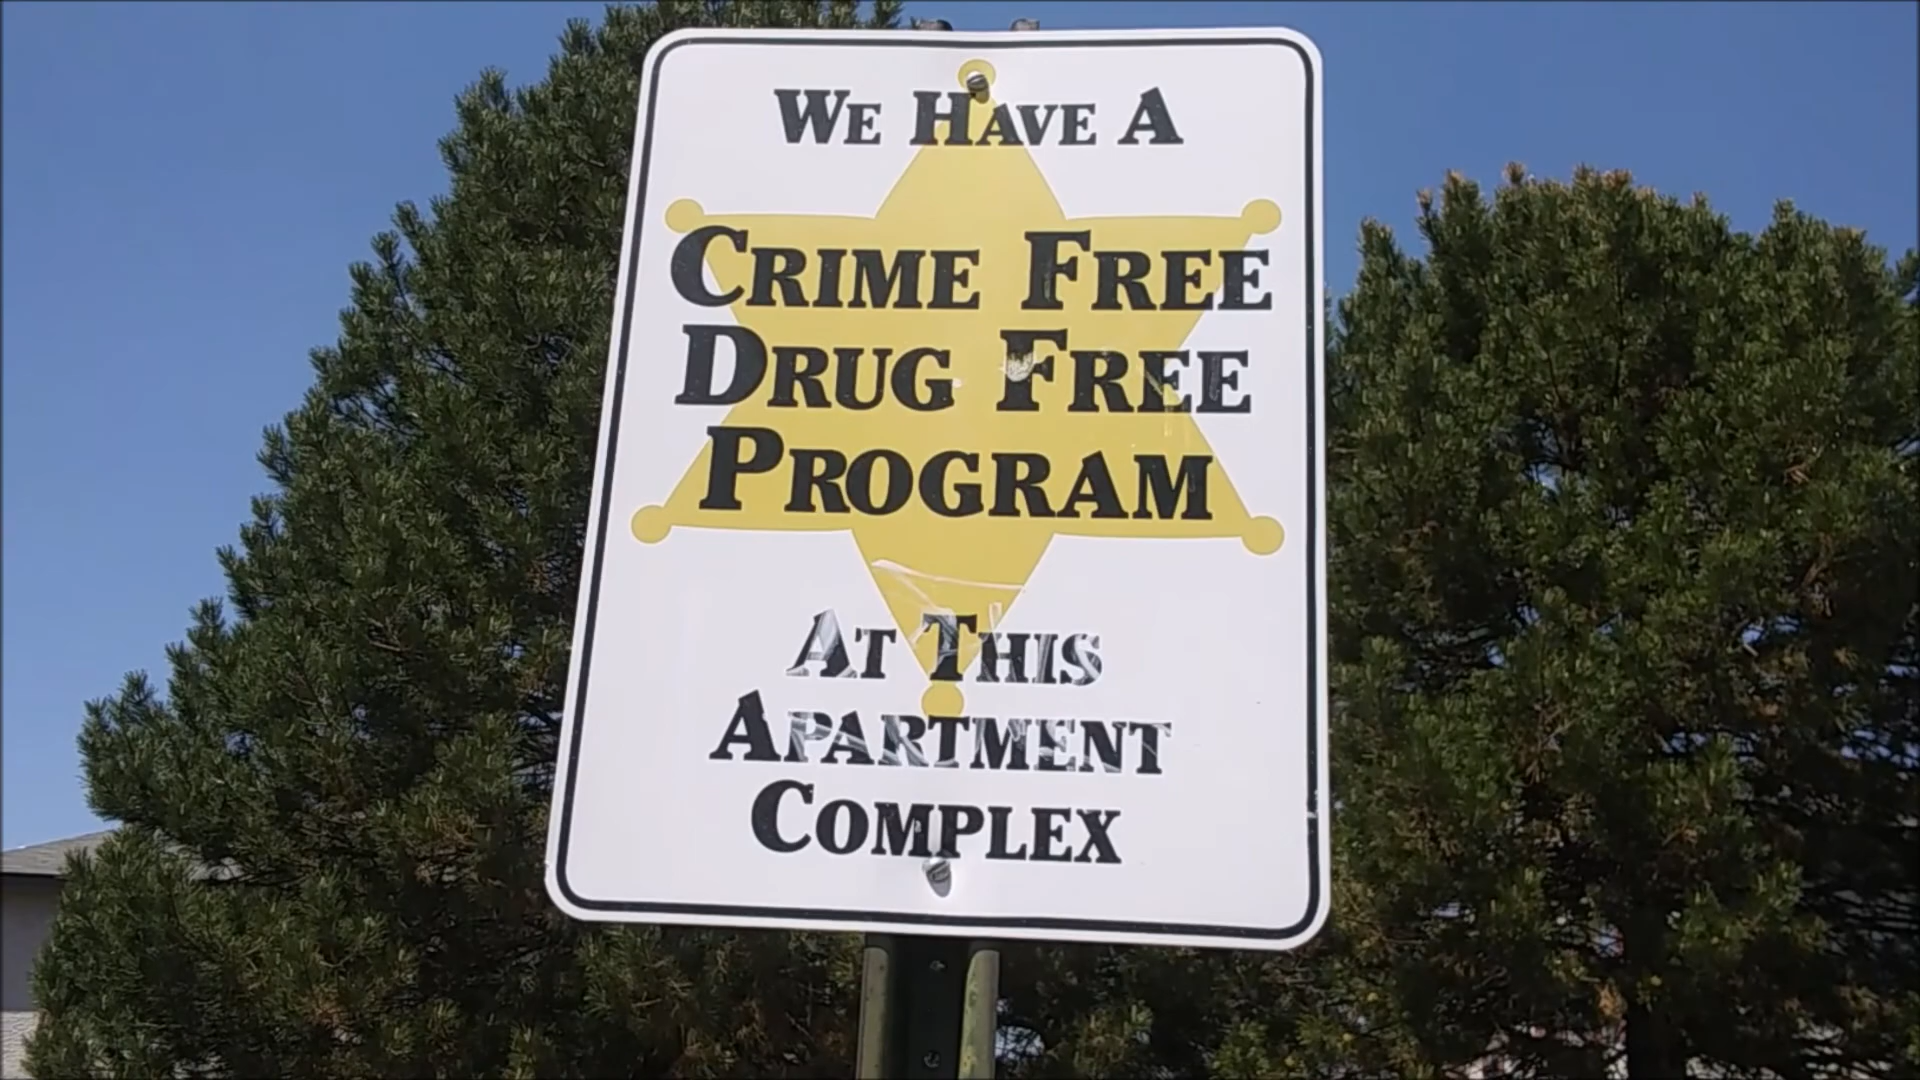 We Have A
Crime Free
Drug Free
Program
At This
Apartment
Complex